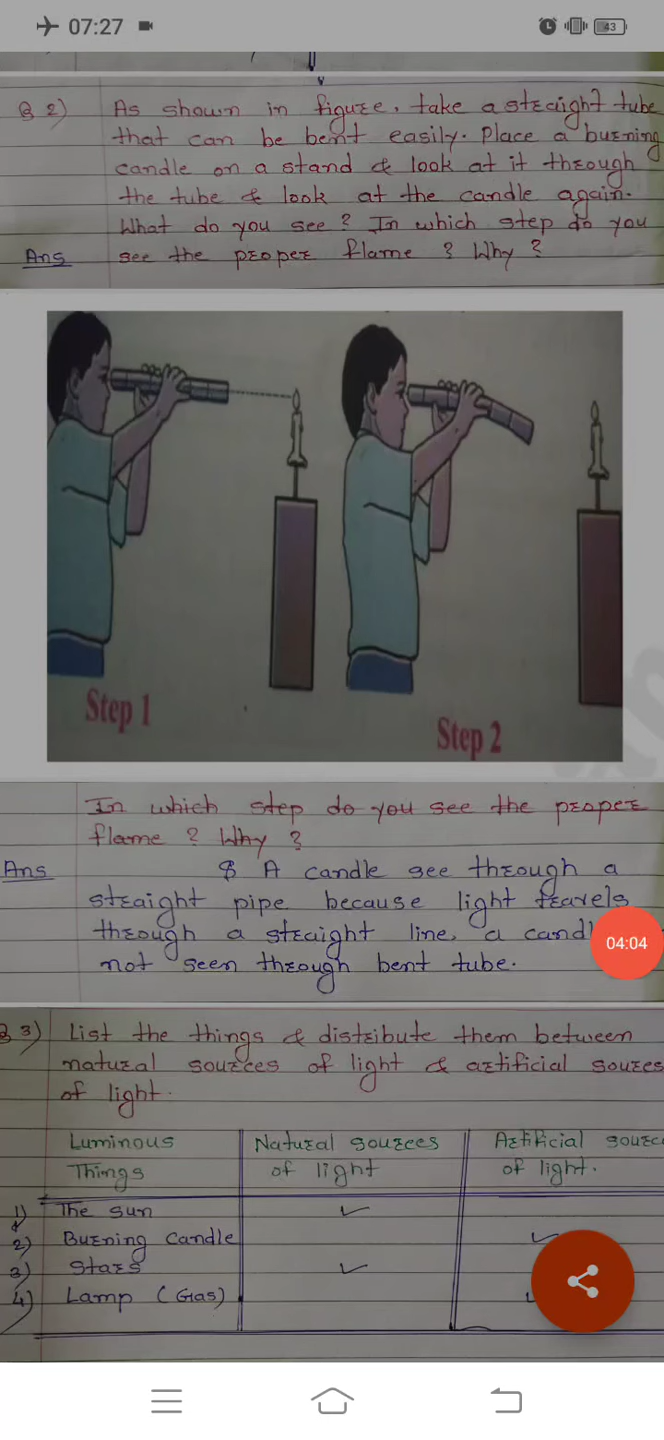 07:27
43
Q 2) As shown in figure, take a straight tube
that can be bent easily. Place a burning
candle on a stand & look at it through
the tube & look at the candle again.
What do you see ? In which step do you
Ans see the proper flame ? Why ?
Step 1
Step 2
In which step do you see the proper
flame ? Why ?
Ans $ A candle see through a
straight pipe because light travels
through a straight line, a candl
not seen through bent tube.
04:04
Q 3) List the things & distribute them between
natural sources of light & artificial sources
of light.
Luminous Natural sources Artificial sourc
Things of light of light.
1) The sun ✓
2) Burning candle ✓
3) Stars ✓
4) Lamp (Gas)